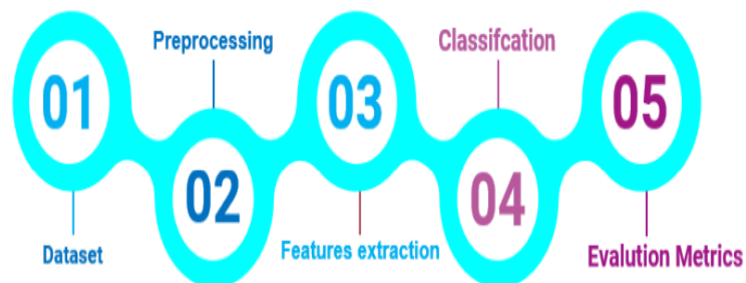 01
Dataset
Preprocessing
02
03
Features extraction
Classifcation
04
05
Evalution Metrics